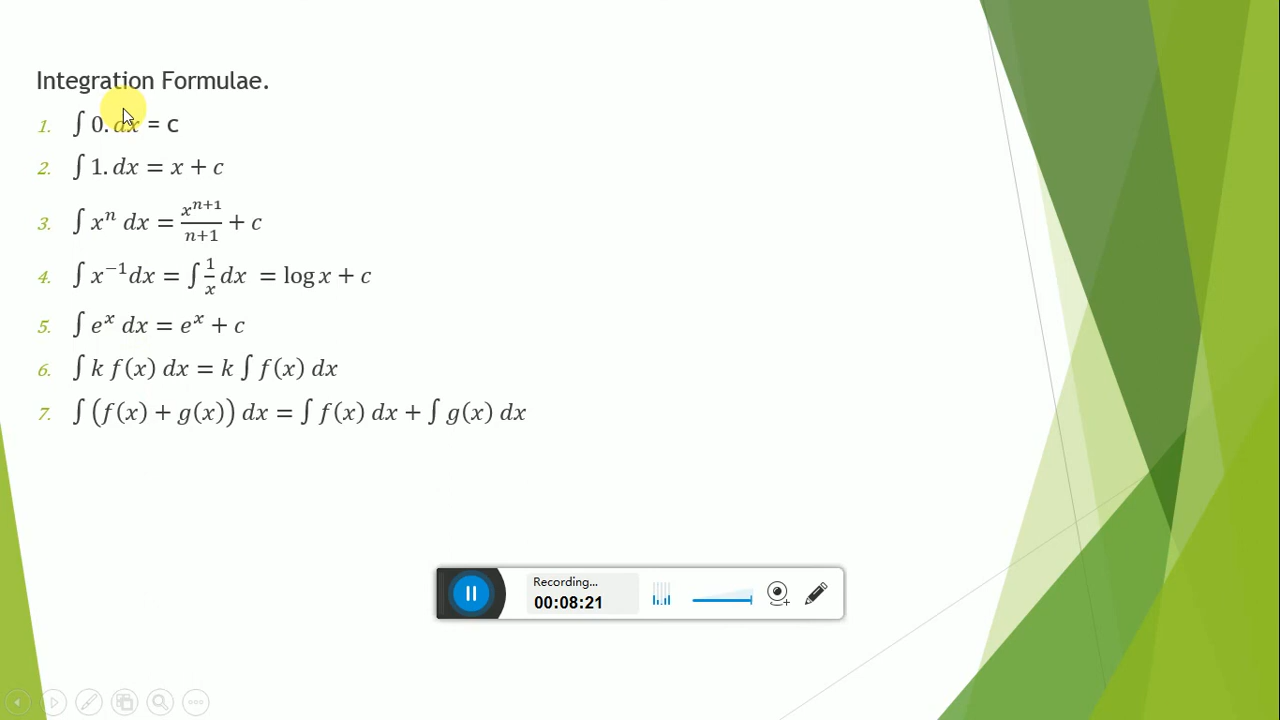 Integration Formulae.
1. ∫ 0. dx = c
2. ∫ 1. dx = x + c
3. ∫ xⁿ dx = xⁿ⁺¹/n+1 + c
4. ∫ x⁻¹dx = ∫ 1/x dx = log x + c
5. ∫ eˣ dx = eˣ + c
6. ∫ k f(x) dx = k ∫ f(x) dx
7. ∫ (f(x) + g(x)) dx = ∫ f(x) dx + ∫ g(x) dx
Recording...
00:08:21